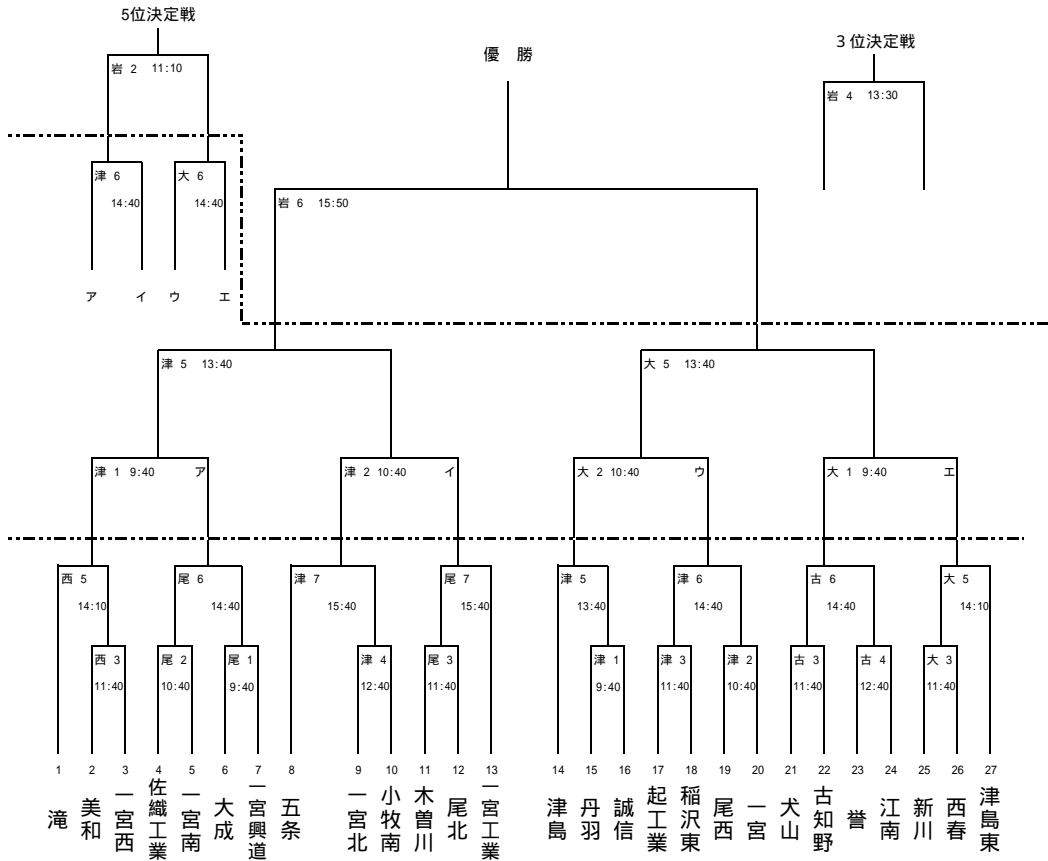 5位決定戦
優 勝
3 位決定戦
岩 2 11:10
岩 4 13:30
津 6
14:40
大 6
14:40
岩 6 15:50
ア イ ウ エ
津 5 13:40
大 5 13:40
津 1 9:40 ア
津 2 10:40 イ
大 2 10:40 ウ
大 1 9:40 エ
西 5
14:10
尾 6
14:40
津 7
15:40
尾 7
15:40
津 5
13:40
津 6
14:40
古 6
14:40
大 5
14:10
西 3
11:40
尾 2
10:40
尾 1
9:40
津 4
12:40
尾 3
11:40
津 1
9:40
津 3
11:40
津 2
10:40
古 3
11:40
古 4
12:40
大 3
11:40
1 2 3 4 5 6 7 8 9 10 11 12 13 14 15 16 17 18 19 20 21 22 23 24 25 26 27
滝
美和
一宮西
佐織工業
一宮南
大成
一宮興道
五条
一宮北
小牧南
木曽川
尾北
一宮工業
津島
丹羽
誠信
起工業
稲沢東
尾西
一宮
犬山
古知野
誉
江南
新川
西春
津島東